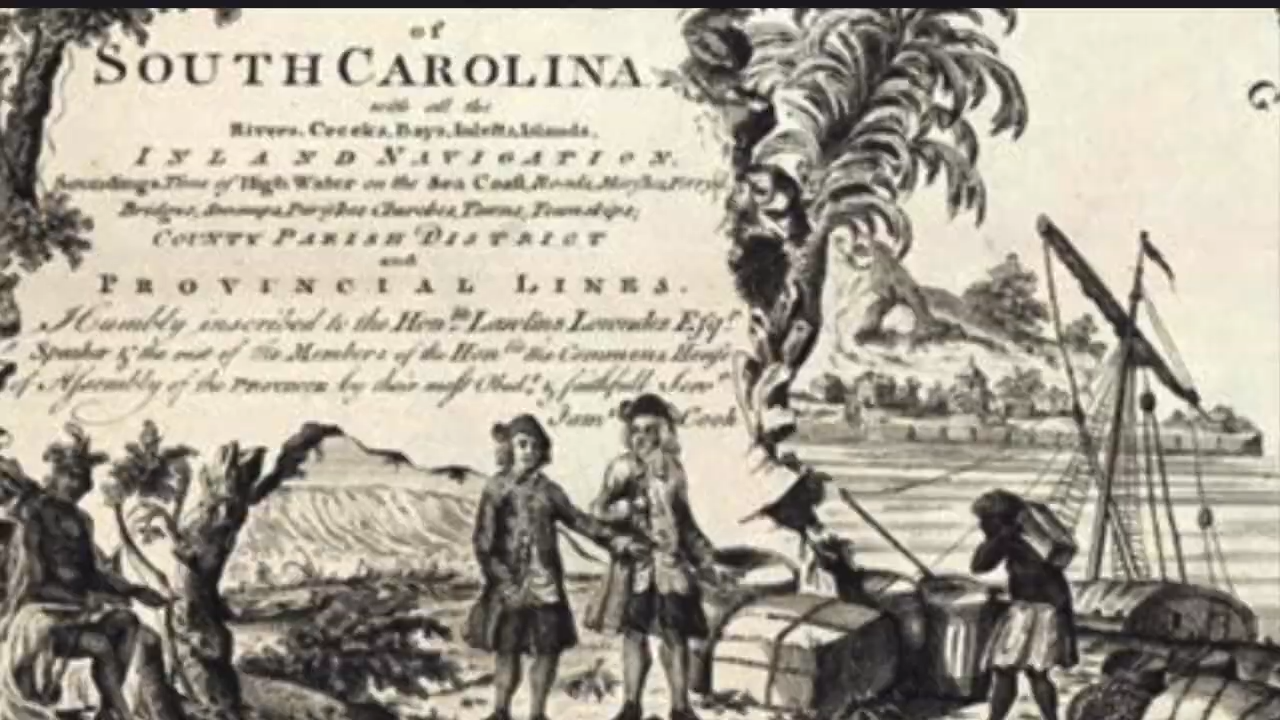 of
SOUTH CAROLINA.
with all the
Rivers, Creeks, Bays, Inletts, Islands,
INLAND NAVIGATION,
Soundings, Time of High Water on the Sea Coast, Roads, Marshes, Ferrys,
Bridges, Swamps, Parishes Churches, Towns, Townships;
COUNTY PARISH DISTRICT
and
PROVINCIAL LINES.
Humbly inscribed to the Hon.ble Lawlins Lowndes Esq.r
Speaker & the rest of the Members of the Hon.ble the Commons House
of Assembly of the PROVINCE by their most Obed.t & faithfull Serv.t
Jam.s Cook